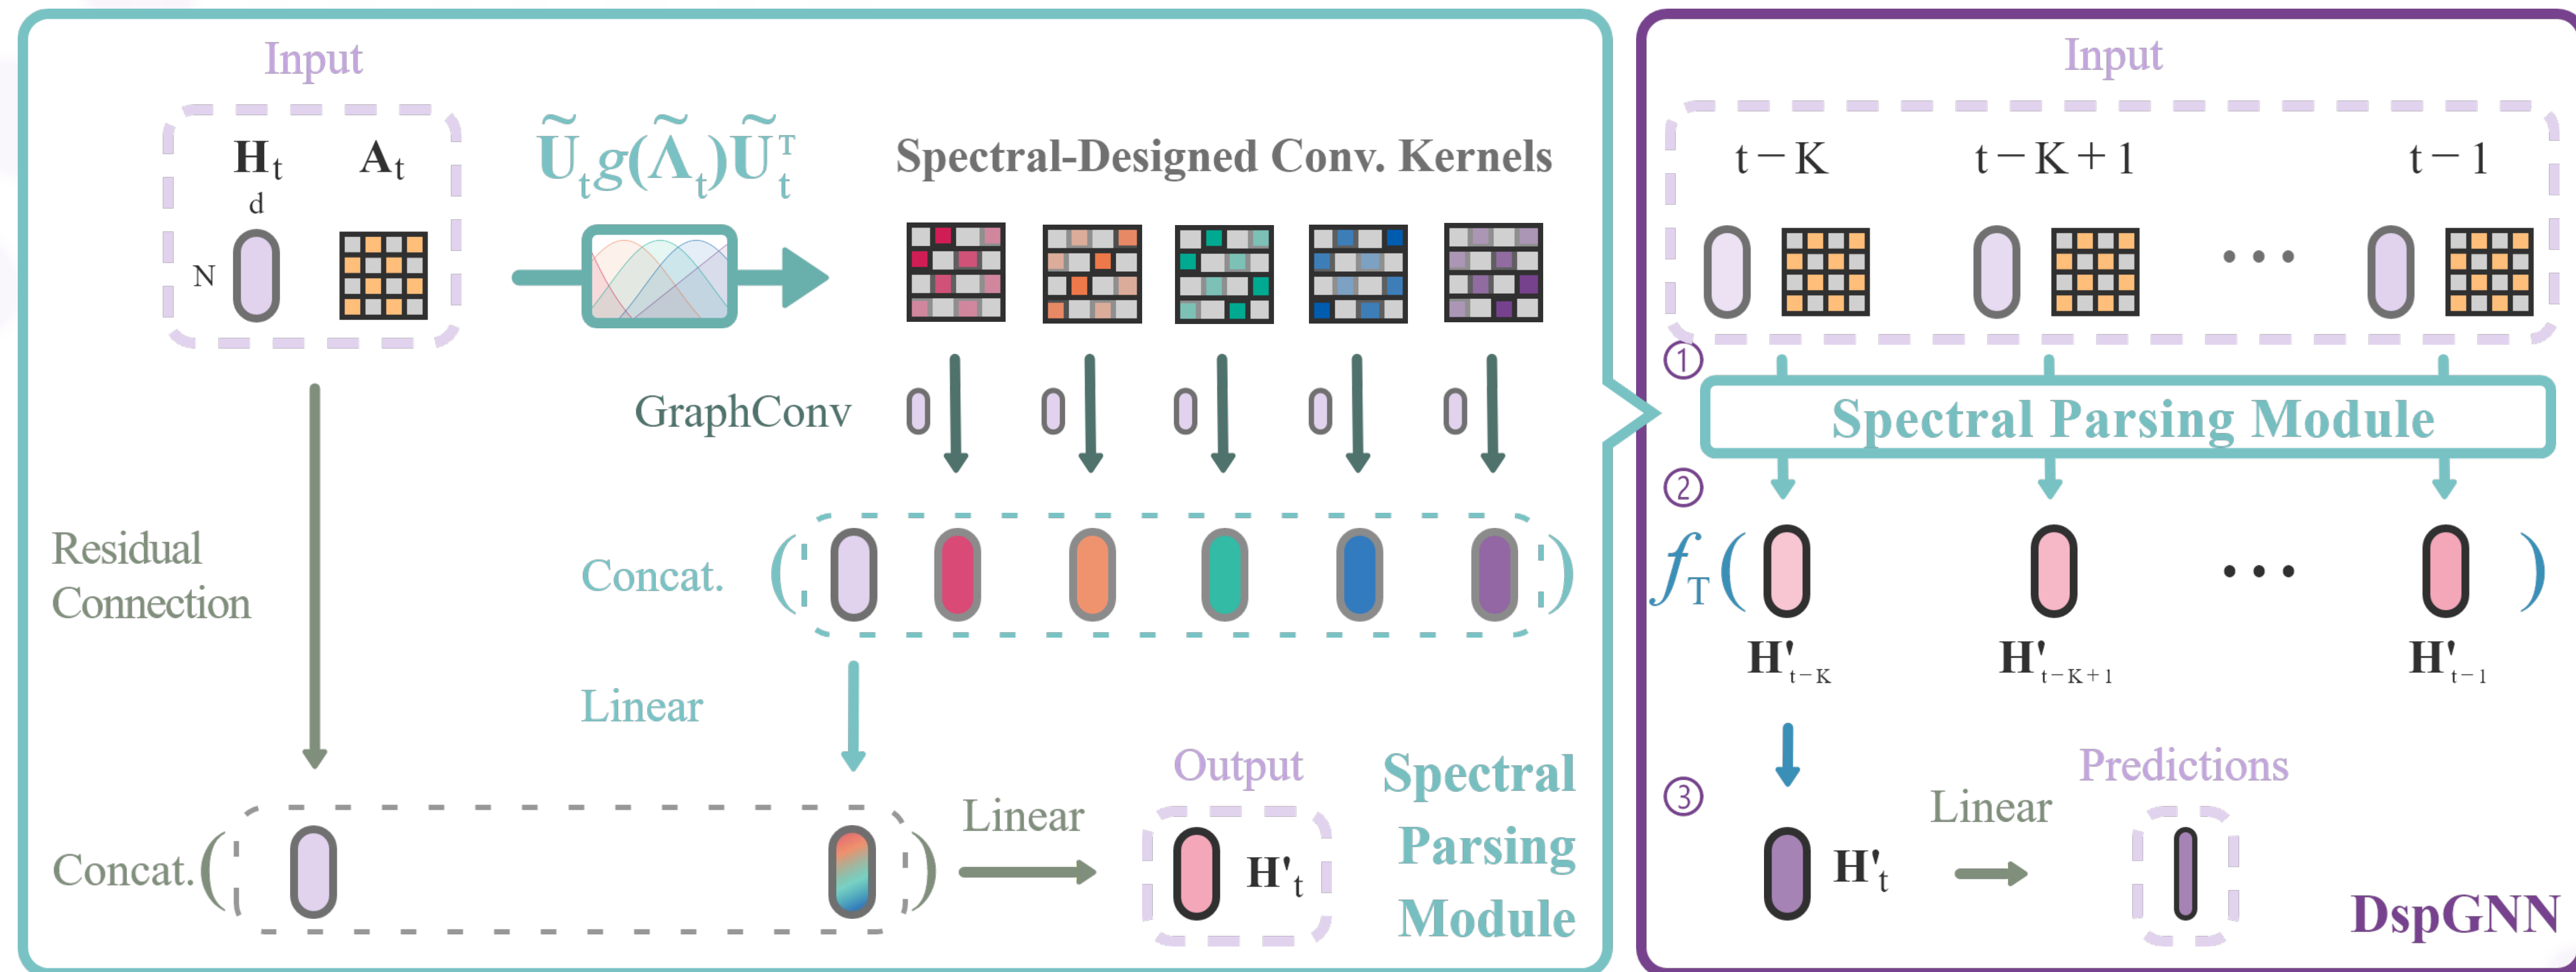 Input
H_t
A_t
d
N
Ũ_t g(Λ̃_t)Ũ_t^T
Spectral-Designed Conv. Kernels
GraphConv
Residual
Connection
Concat. ( )
Linear
Concat. ( )
Linear
Output
H'_t
Spectral
Parsing
Module
Input
t − K
t − K + 1
t − 1
...
①
Spectral Parsing Module
②
f_T ( ... )
H'_{t−K}
H'_{t−K+1}
H'_{t−1}
③
H'_t
Linear
Predictions
DspGNN